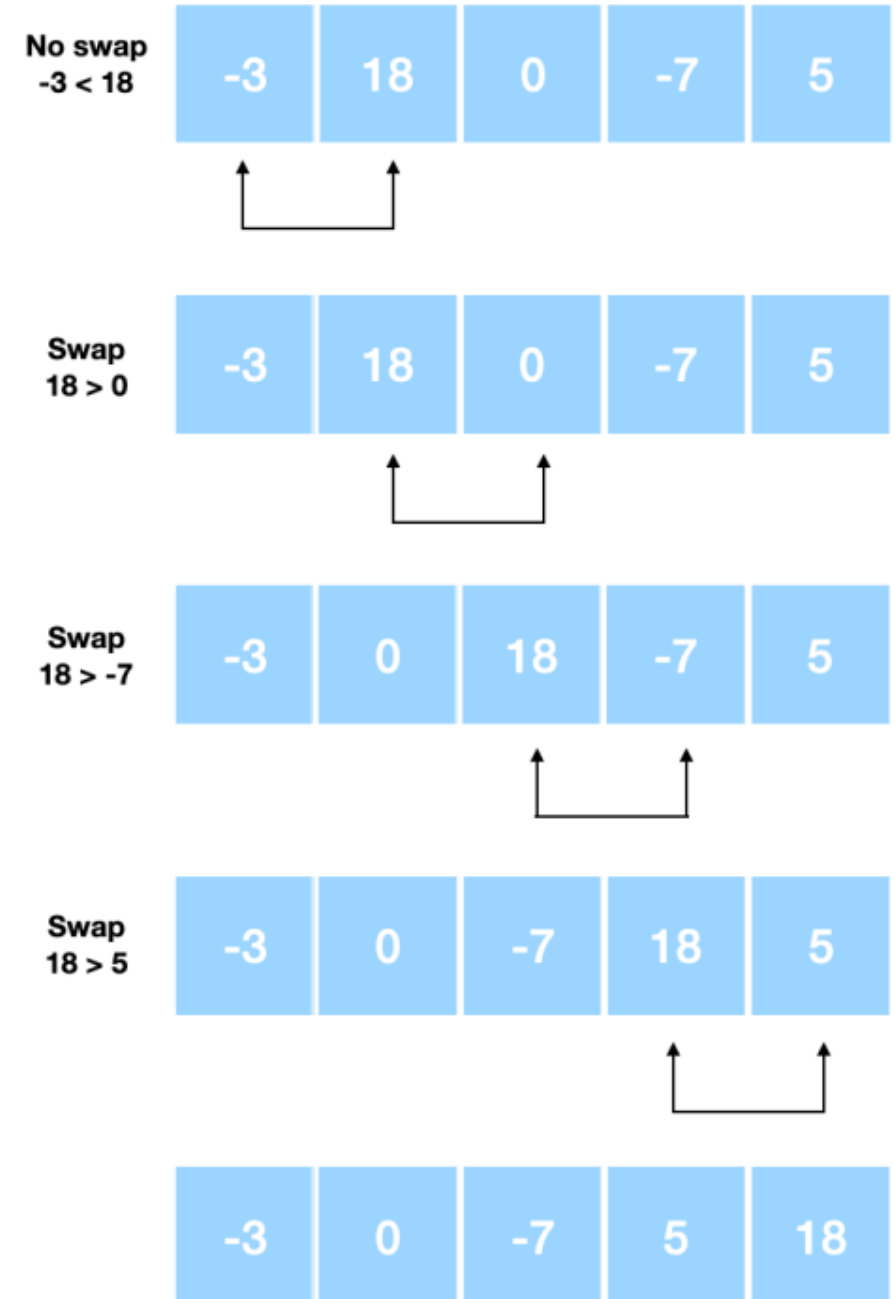 No swap
-3 < 18
-3 18 0 -7 5
Swap
18 > 0
-3 18 0 -7 5
Swap
18 > -7
-3 0 18 -7 5
Swap
18 > 5
-3 0 -7 18 5
-3 0 -7 5 18